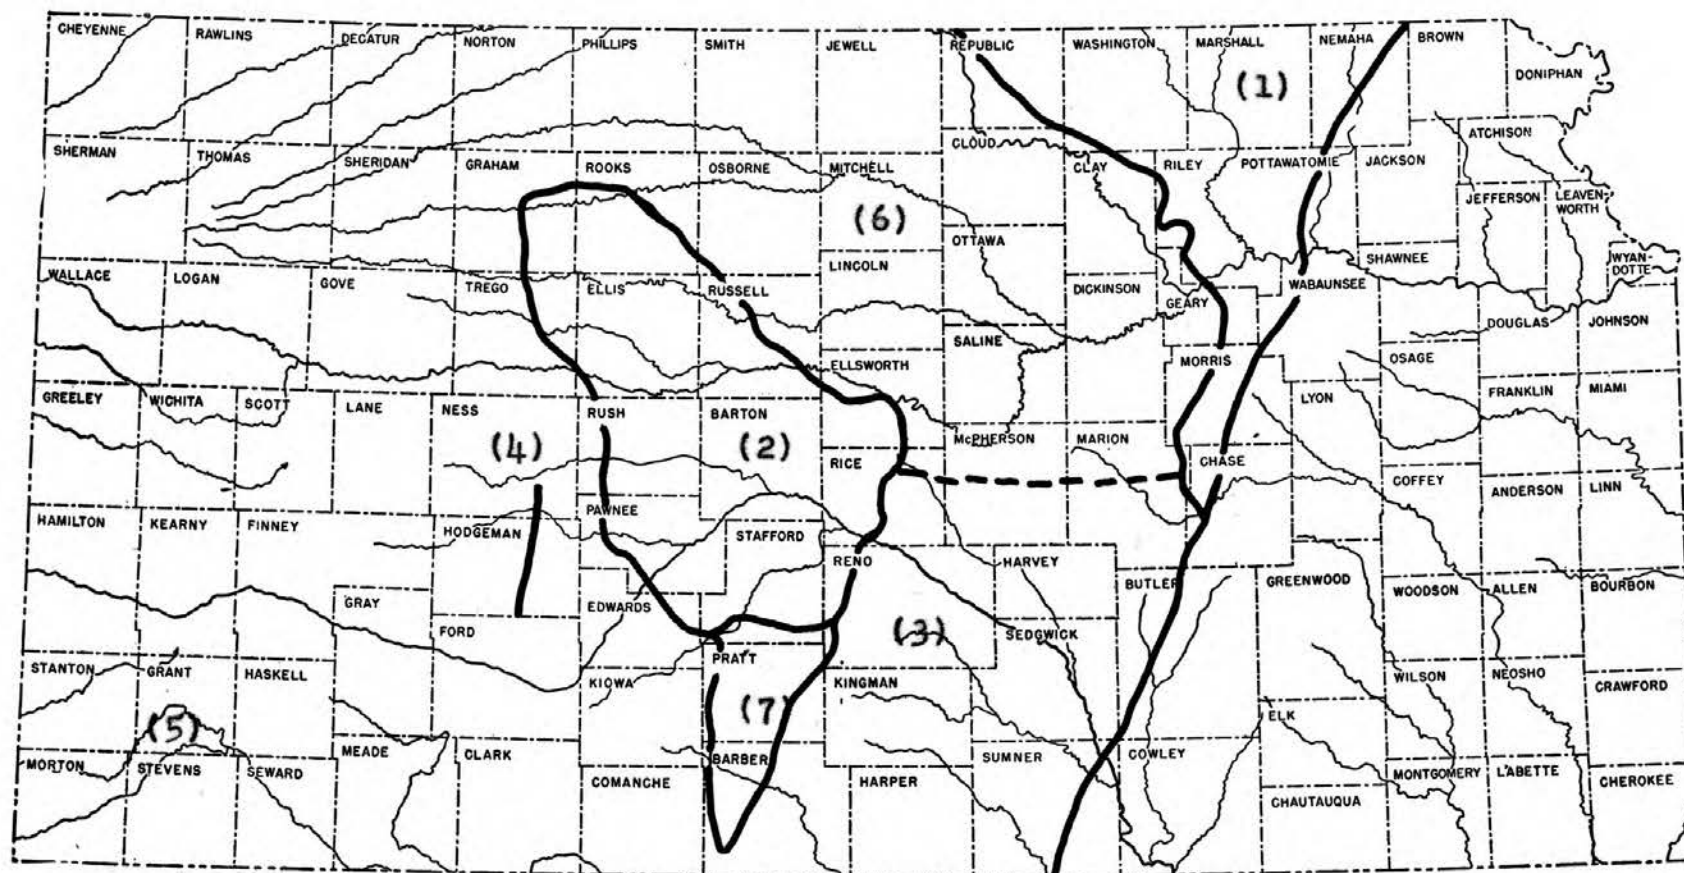 CHEYENNE
RAWLINS
DECATUR
NORTON
PHILLIPS
SMITH
JEWELL
REPUBLIC
WASHINGTON
MARSHALL
NEMAHA
BROWN
DONIPHAN
(1)
SHERMAN
THOMAS
SHERIDAN
GRAHAM
ROOKS
OSBORNE
MITCHELL
CLOUD
CLAY
RILEY
POTTAWATOMIE
JACKSON
ATCHISON
JEFFERSON
LEAVEN-
WORTH
(6)
OTTAWA
LINCOLN
SHAWNEE
WYAN-
DOTTE
WALLACE
LOGAN
GOVE
TREGO
ELLIS
RUSSELL
DICKINSON
GEARY
WABAUNSEE
DOUGLAS
JOHNSON
SALINE
ELLSWORTH
MORRIS
OSAGE
GREELEY
WICHITA
SCOTT
LANE
NESS
RUSH
BARTON
LYON
FRANKLIN
MIAMI
(4)
(2)
RICE
McPHERSON
MARION
CHASE
COFFEY
ANDERSON
LINN
HAMILTON
KEARNY
FINNEY
HODGEMAN
PAWNEE
STAFFORD
RENO
HARVEY
BUTLER
GREENWOOD
WOODSON
ALLEN
BOURBON
GRAY
EDWARDS
FORD
(3)
SEDGWICK
STANTON
GRANT
HASKELL
KIOWA
PRATT
KINGMAN
WILSON
NEOSHO
CRAWFORD
(5)
(7)
ELK
MORTON
STEVENS
SEWARD
MEADE
CLARK
COMANCHE
BARBER
HARPER
SUMNER
COWLEY
CHAUTAUQUA
MONTGOMERY
LABETTE
CHEROKEE